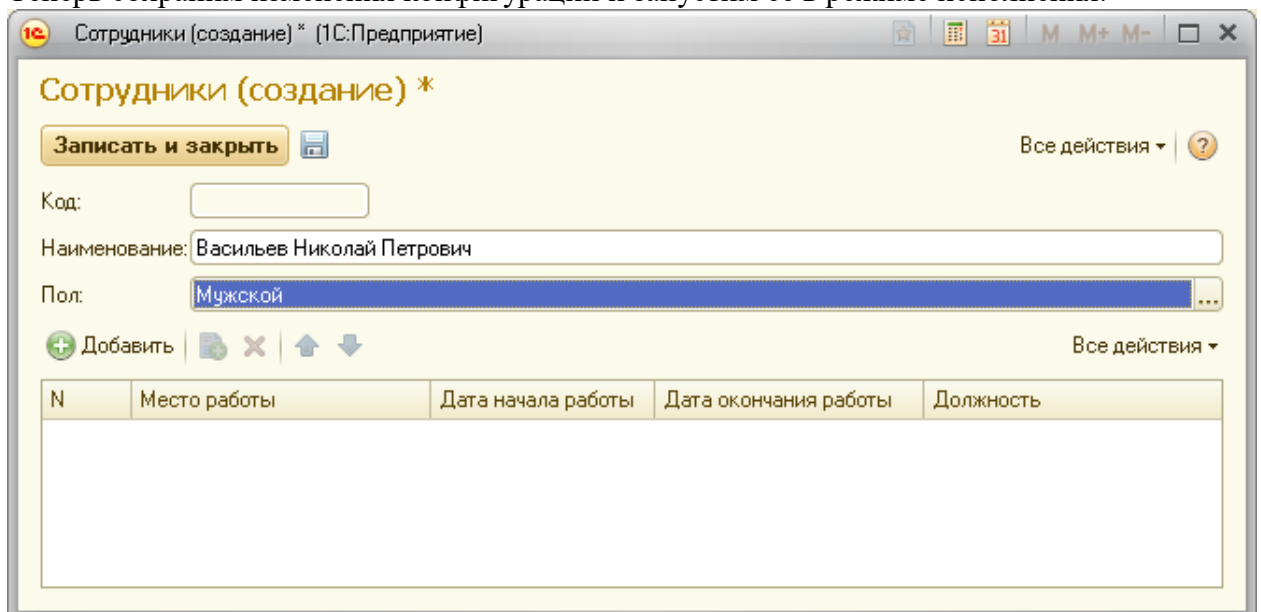 Сотрудники (создание) * (1С:Предприятие)
31 M M+ M-
Сотрудники (создание) *
Записать и закрыть
Все действия
?
Код:
Наименование: Васильев Николай Петрович
Пол: Мужской ...
Добавить
Все действия
N Место работы Дата начала работы Дата окончания работы Должность